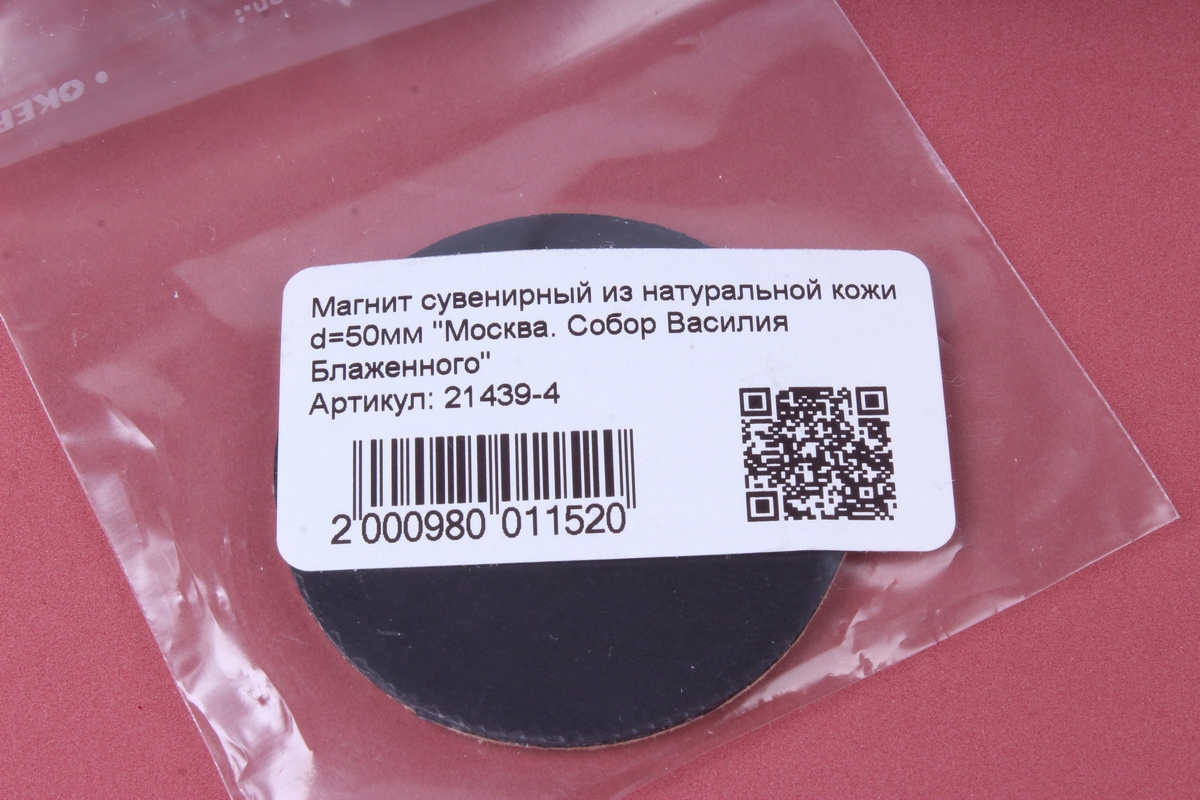 Магнит сувенирный из натуральной кожи
d=50мм "Москва. Собор Василия
Блаженного"
Артикул: 21439-4
2 000980 011520